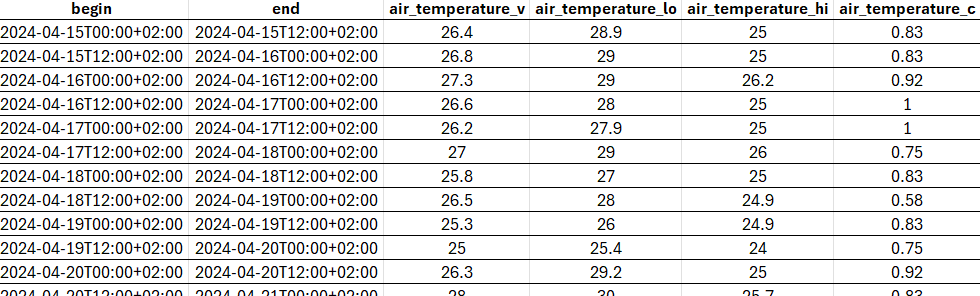 begin end air_temperature_v air_temperature_lo air_temperature_hi air_temperature_c
2024-04-15T00:00+02:00 2024-04-15T12:00+02:00 26.4 28.9 25 0.83
2024-04-15T12:00+02:00 2024-04-16T00:00+02:00 26.8 29 25 0.83
2024-04-16T00:00+02:00 2024-04-16T12:00+02:00 27.3 29 26.2 0.92
2024-04-16T12:00+02:00 2024-04-17T00:00+02:00 26.6 28 25 1
2024-04-17T00:00+02:00 2024-04-17T12:00+02:00 26.2 27.9 25 1
2024-04-17T12:00+02:00 2024-04-18T00:00+02:00 27 29 26 0.75
2024-04-18T00:00+02:00 2024-04-18T12:00+02:00 25.8 27 25 0.83
2024-04-18T12:00+02:00 2024-04-19T00:00+02:00 26.5 28 24.9 0.58
2024-04-19T00:00+02:00 2024-04-19T12:00+02:00 25.3 26 24.9 0.83
2024-04-19T12:00+02:00 2024-04-20T00:00+02:00 25 25.4 24 0.75
2024-04-20T00:00+02:00 2024-04-20T12:00+02:00 26.3 29.2 25 0.92
2024-04-20T12:00+02:00 2024-04-21T00:00+02:00 28 30 25.7 0.83